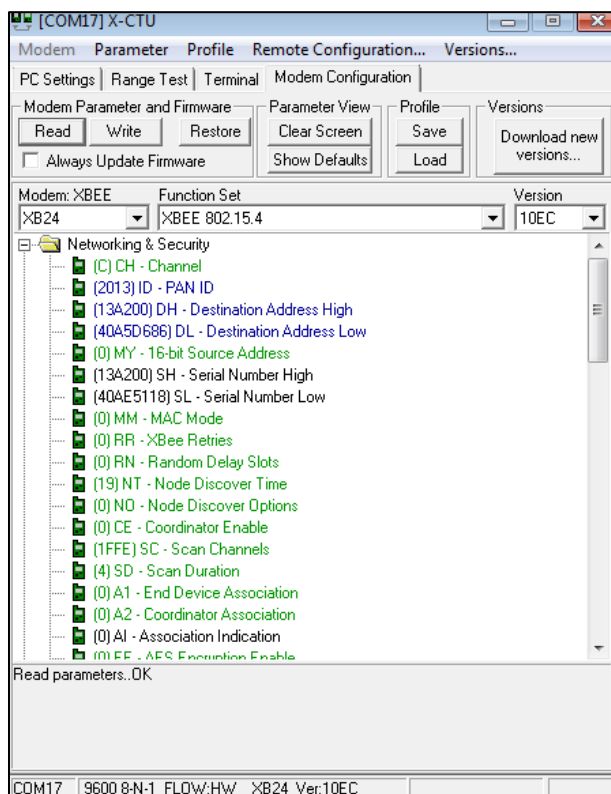 [COM17] X-CTU
Modem Parameter Profile Remote Configuration... Versions...
PC Settings Range Test Terminal Modem Configuration
Modem Parameter and Firmware Parameter View Profile Versions
Read Write Restore Clear Screen Save Download new versions...
Always Update Firmware Show Defaults Load
Modem: XBEE Function Set Version
XB24 XBEE 802.15.4 10EC
Networking & Security
(C) CH - Channel
(2013) ID - PAN ID
(13A200) DH - Destination Address High
(40A5D686) DL - Destination Address Low
(0) MY - 16-bit Source Address
(13A200) SH - Serial Number High
(40AE5118) SL - Serial Number Low
(0) MM - MAC Mode
(0) RR - XBee Retries
(0) RN - Random Delay Slots
(19) NT - Node Discover Time
(0) NO - Node Discover Options
(0) CE - Coordinator Enable
(1FFE) SC - Scan Channels
(4) SD - Scan Duration
(0) A1 - End Device Association
(0) A2 - Coordinator Association
(0) AI - Association Indication
(0) EE - AES Encryption Enable
Read parameters..OK
COM17 9600 8-N-1 FLOW:HW XB24 Ver:10EC